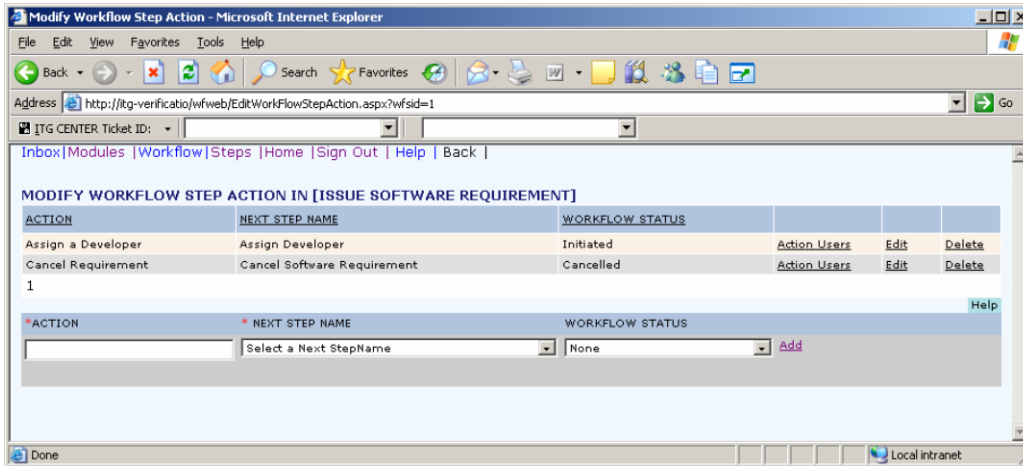 Modify Workflow Step Action - Microsoft Internet Explorer
File Edit View Favorites Tools Help
Back Search Favorites
Address http://itg-verificatio/wfweb/EditWorkFlowStepAction.aspx?wfsid=1 Go
ITG CENTER Ticket ID:
Inbox|Modules |Workflow|Steps |Home |Sign Out | Help | Back |
MODIFY WORKFLOW STEP ACTION IN [ISSUE SOFTWARE REQUIREMENT]
ACTION NEXT STEP NAME WORKFLOW STATUS
Assign a Developer Assign Developer Initiated Action Users Edit Delete
Cancel Requirement Cancel Software Requirement Cancelled Action Users Edit Delete
1
Help
*ACTION * NEXT STEP NAME WORKFLOW STATUS
Select a Next StepName None Add
Done Local intranet